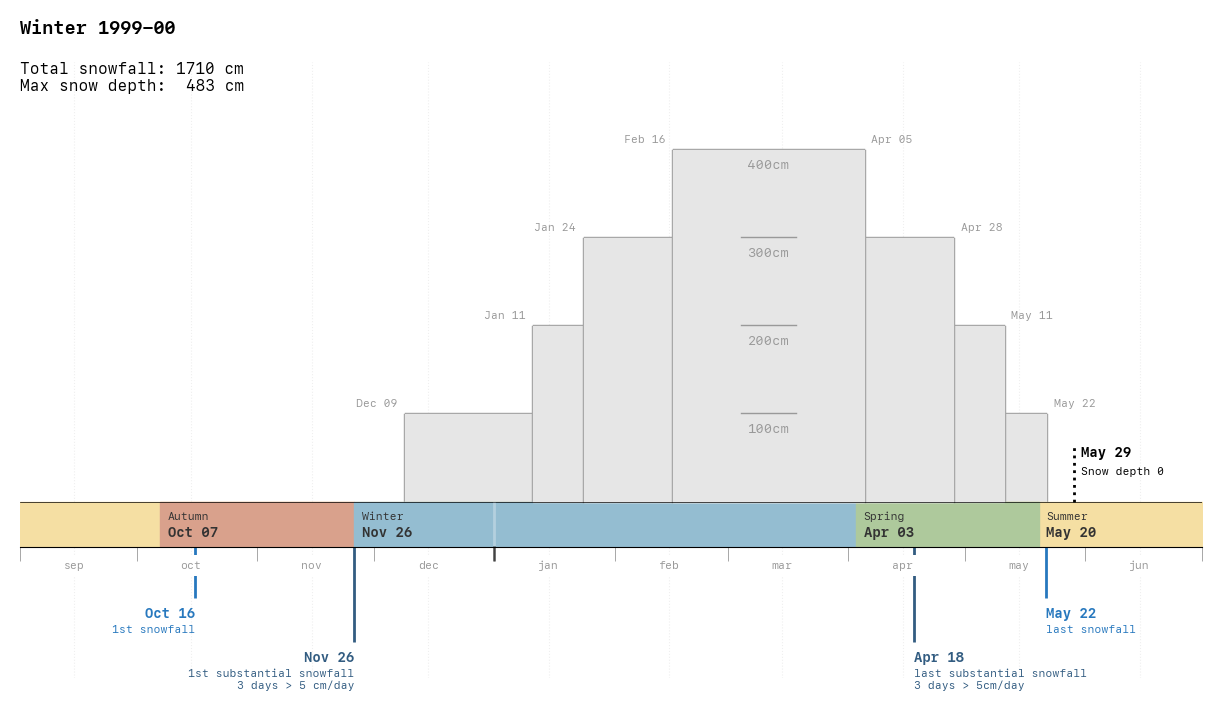 Winter 1999–00
Total snowfall: 1710 cm
Max snow depth: 483 cm
Feb 16
Apr 05
400cm
Jan 24
Apr 28
300cm
Jan 11
May 11
200cm
Dec 09
May 22
100cm
May 29
Snow depth 0
Autumn
Oct 07
Winter
Nov 26
Spring
Apr 03
Summer
May 20
sep oct nov dec jan feb mar apr may jun
Oct 16
1st snowfall
May 22
last snowfall
Nov 26
1st substantial snowfall
3 days > 5 cm/day
Apr 18
last substantial snowfall
3 days > 5cm/day